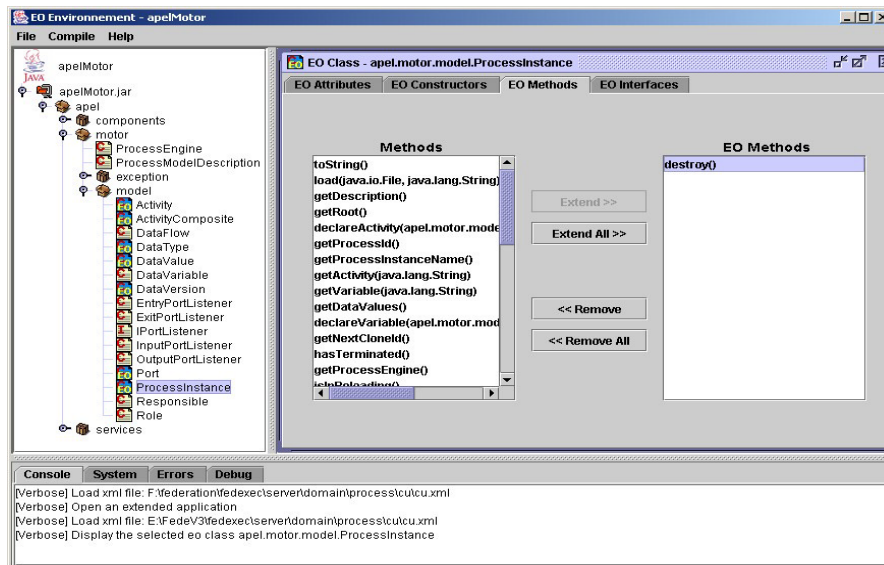 EO Environnement - apelMotor
File Compile Help
JAVA
apelMotor
apelMotor.jar
apel
components
motor
ProcessEngine
ProcessModelDescription
exception
model
Activity
ActivityComposite
DataFlow
DataType
DataValue
DataVariable
DataVersion
EntryPortListener
ExitPortListener
IPortListener
InputPortListener
OutputPortListener
Port
ProcessInstance
Responsible
Role
services
EO Class - apel.motor.model.ProcessInstance
EO Attributes EO Constructors EO Methods EO Interfaces
Methods
toString()
load(java.io.File, java.lang.String)
getDescription()
getRoot()
declareActivity(apel.motor.mode
getProcessId()
getProcessInstanceName()
getActivity(java.lang.String)
getVariable(java.lang.String)
getDataValues()
declareVariable(apel.motor.mod
getNextCloneId()
hasTerminated()
getProcessEngine()
isInReloading()
Extend >>
Extend All >>
<< Remove
<< Remove All
EO Methods
destroy()
Console System Errors Debug
[Verbose] Load xml file: F:\federation\fedexec\server\domain\process\cu\cu.xml
[Verbose] Open an extended application
[Verbose] Load xml file: E:\FedeV3\fedexec\server\domain\process\cu\cu.xml
[Verbose] Display the selected eo class apel.motor.model.ProcessInstance